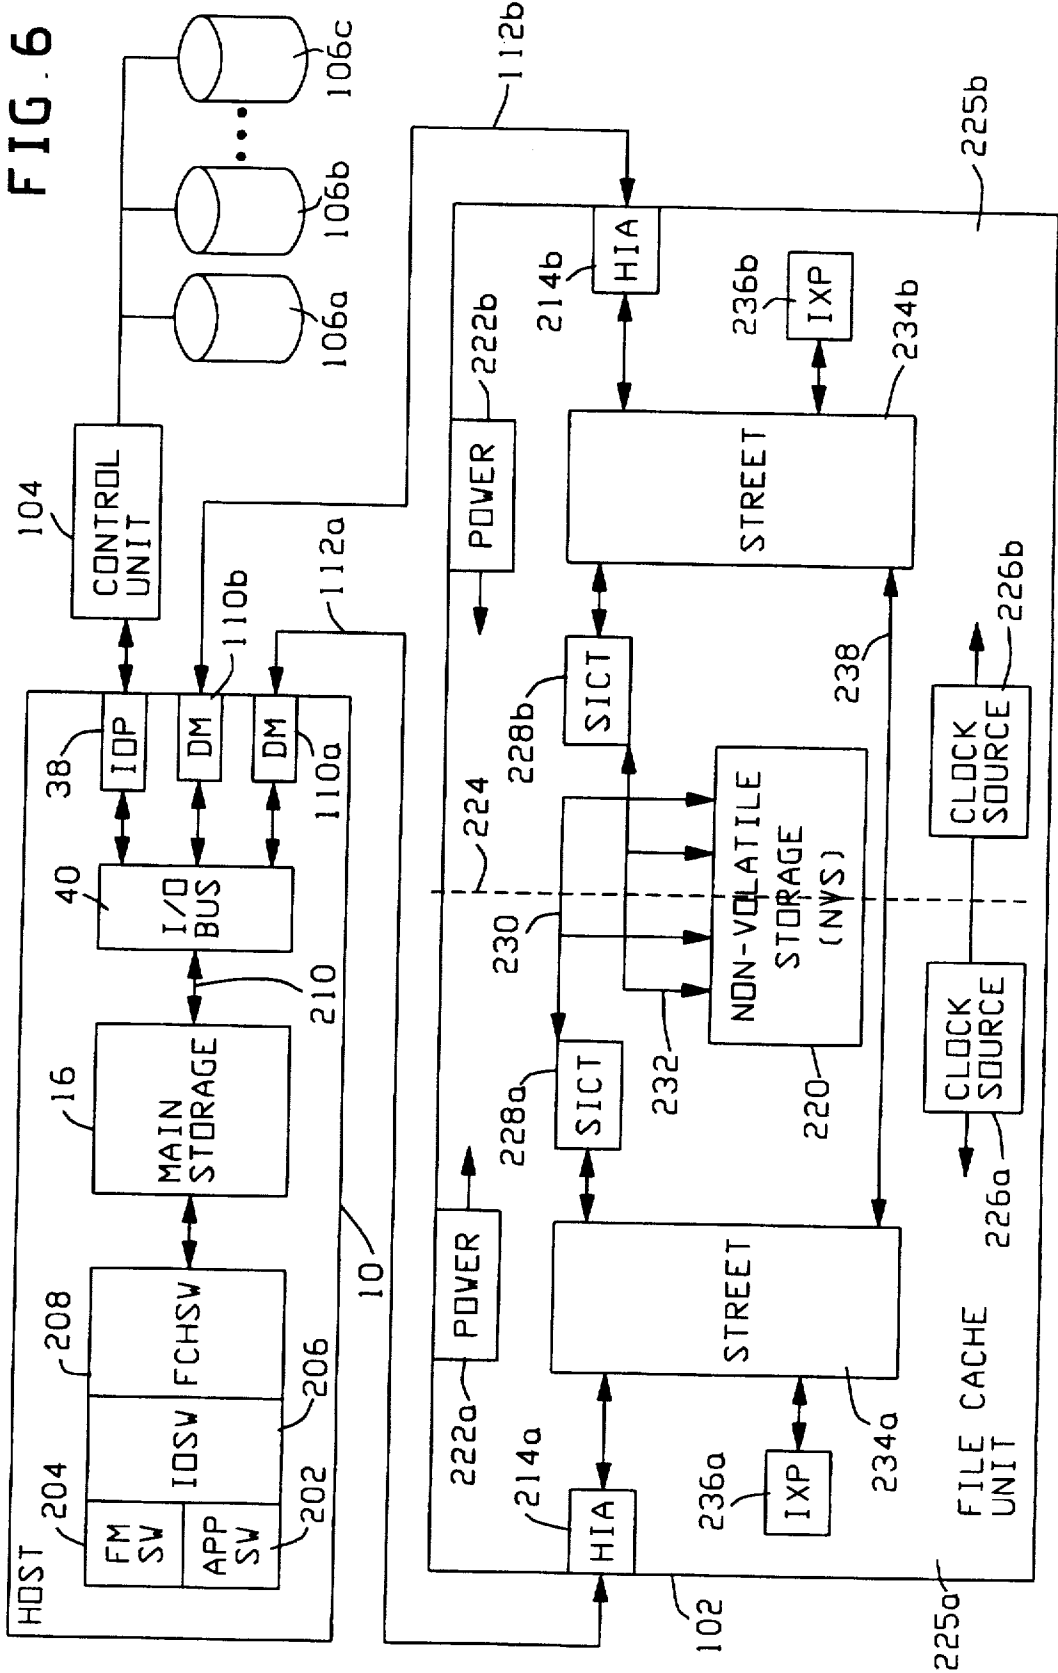 FIG. 6
HOST
204
FM
SW
APP
SW
202
IOSW
206
208
FCHSW
16
MAIN
STORAGE
10
210
40
I/O
BUS
38
IOP
DM
110b
DM
110a
104
CONTROL
UNIT
106a
106b
106c
112a
112b
102
222a
POWER
POWER
222b
214a
HIA
214b
HIA
236a
IXP
236b
IXP
STREET
234a
STREET
234b
228a
SICT
228b
SICT
230
224
232
238
NON-VOLATILE
STORAGE
(NVS)
220
CLOCK
SOURCE
226a
CLOCK
SOURCE
226b
FILE CACHE
UNIT
225a
225b